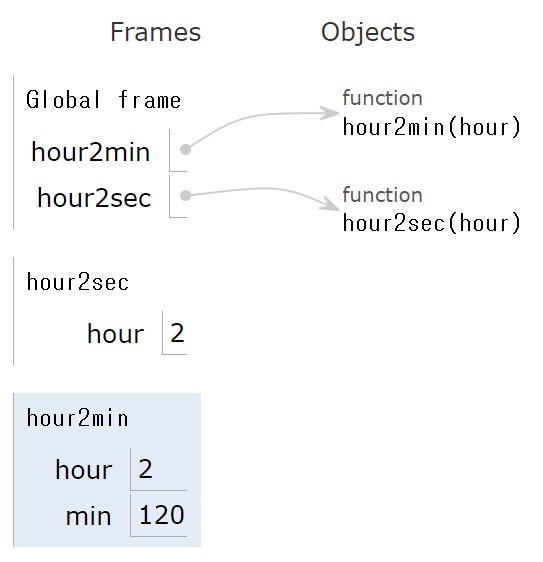 Frames Objects
Global frame
hour2min
hour2sec
function
hour2min(hour)
function
hour2sec(hour)
hour2sec
hour 2
hour2min
hour 2
min 120